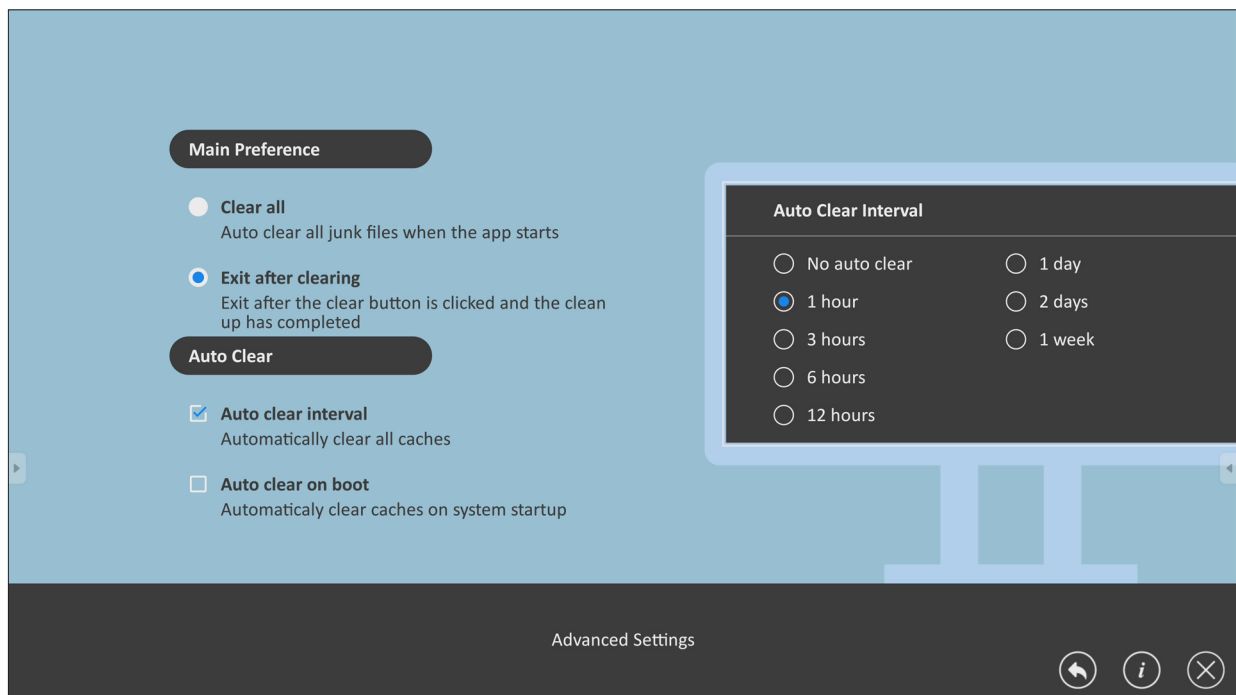 Main Preference
Clear all
Auto clear all junk files when the app starts
Exit after clearing
Exit after the clear button is clicked and the clean
up has completed
Auto Clear
Auto clear interval
Automatically clear all caches
Auto clear on boot
Automaticaly clear caches on system startup
Auto Clear Interval
No auto clear
1 hour
3 hours
6 hours
12 hours
1 day
2 days
1 week
Advanced Settings
i